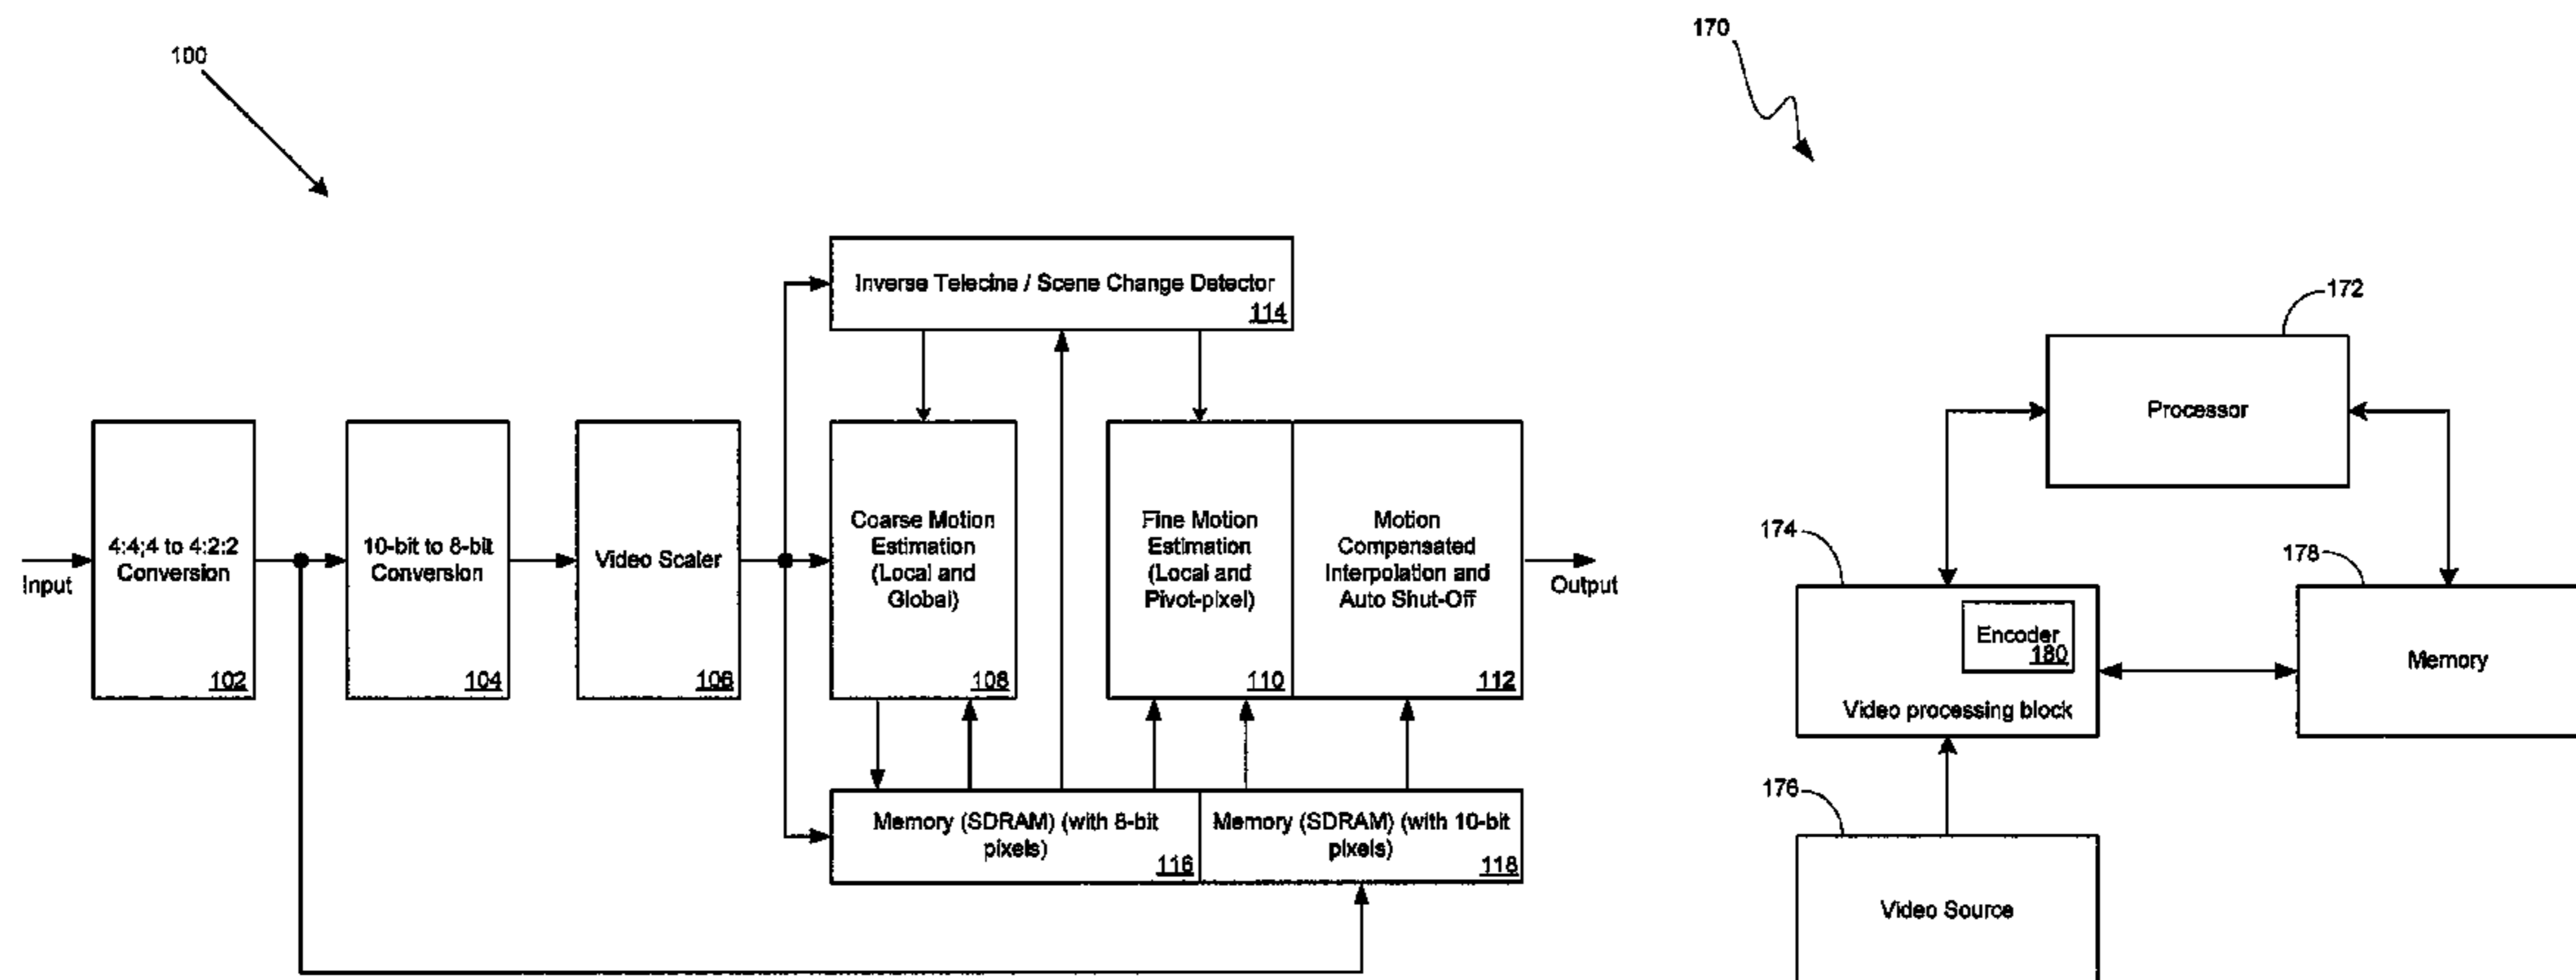 100
Inverse Telecine / Scene Change Detector
114
Input
4:4;4 to 4:2:2
Conversion
102
10-bit to 8-bit
Conversion
104
Video Scaler
106
Coarse Motion
Estimation
(Local and
Global)
108
Fine Motion
Estimation
(Local and
Pivot-pixel)
110
Motion
Compensated
Interpolation and
Auto Shut-Off
112
Output
Memory (SDRAM) (with 8-bit
pixels)
116
Memory (SDRAM) (with 10-bit
pixels)
118
170
172
Processor
174
Encoder
180
Video processing block
178
Memory
176
Video Source